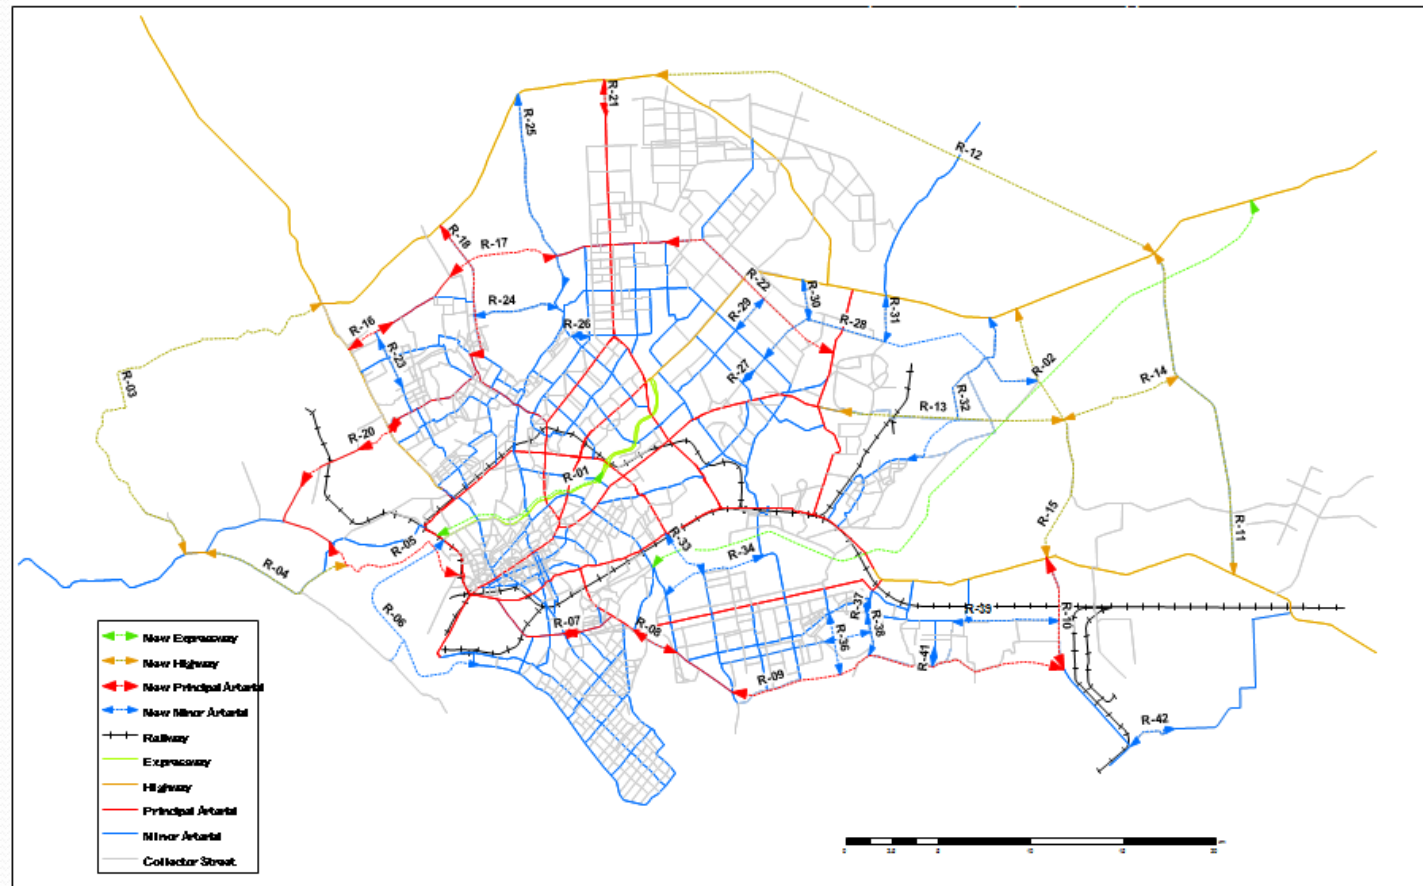 R-21
R-25
R-12
R-18
R-17
R-22
R-30
R-29
R-31
R-28
R-24
R-16
R-26
R-23
R-27
R-02
R-03
R-14
R-32
R-13
R-20
R-01
R-15
R-11
R-05
R-33
R-34
R-04
R-06
R-07
R-08
R-37
R-38
R-39
R-10
R-36
R-41
R-09
R-42
New Expressway
New Highway
New Principal Arterial
New Minor Arterial
Railway
Expressway
Highway
Principal Arterial
Minor Arterial
Collector Street